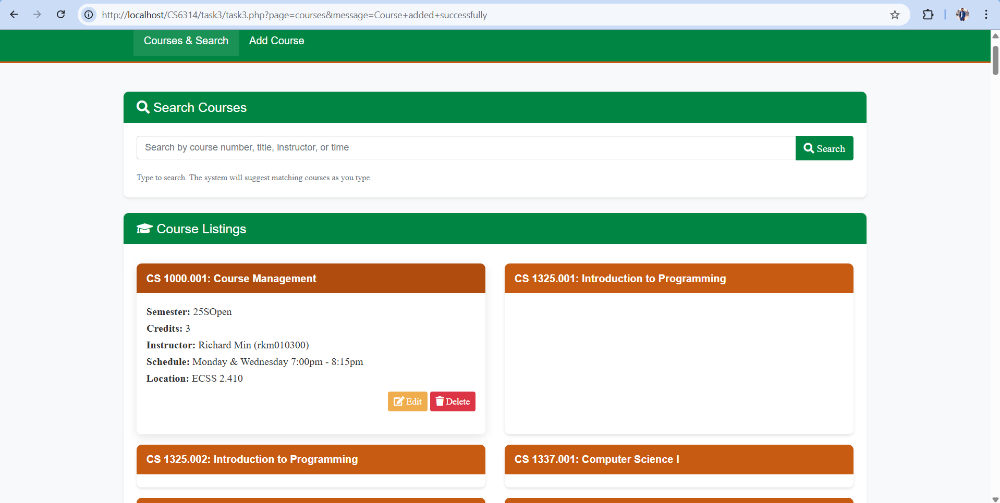 http://localhost/CS6314/task3/task3.php?page=courses&message=Course+added+successfully
Courses & Search Add Course
Search Courses
Search by course number, title, instructor, or time
Search
Type to search. The system will suggest matching courses as you type.
Course Listings
CS 1000.001: Course Management
Semester: 25SOpen
Credits: 3
Instructor: Richard Min (rkm010300)
Schedule: Monday & Wednesday 7:00pm - 8:15pm
Location: ECSS 2.410
Edit Delete
CS 1325.001: Introduction to Programming
CS 1325.002: Introduction to Programming
CS 1337.001: Computer Science I